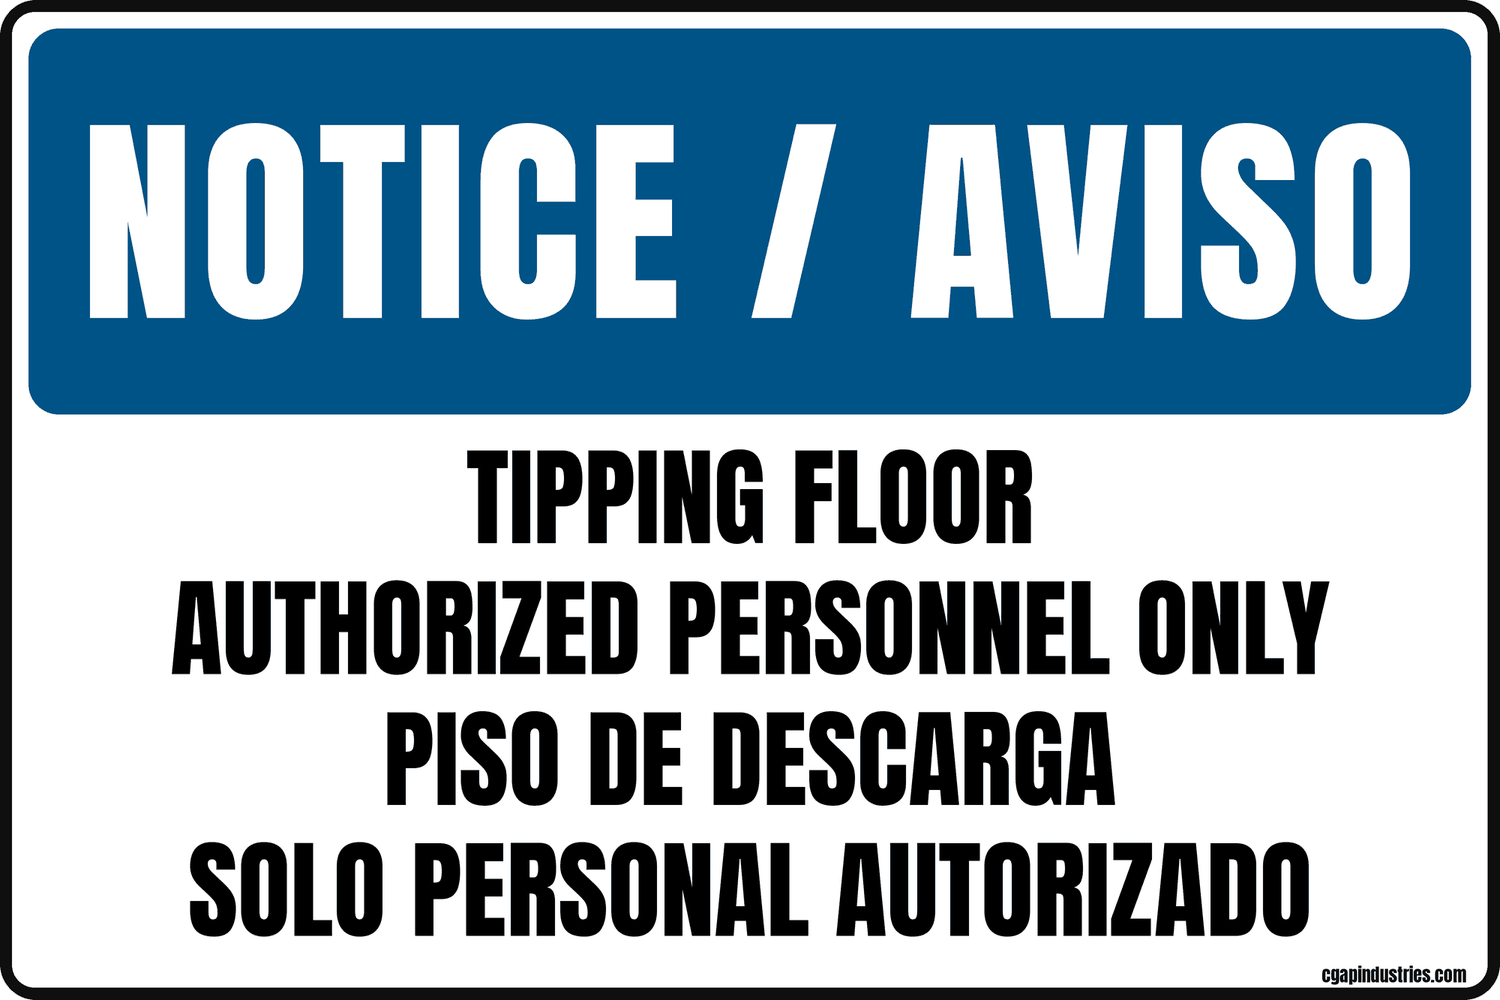 NOTICE / AVISO
TIPPING FLOOR
AUTHORIZED PERSONNEL ONLY
PISO DE DESCARGA
SOLO PERSONAL AUTORIZADO
cgapindustries.com